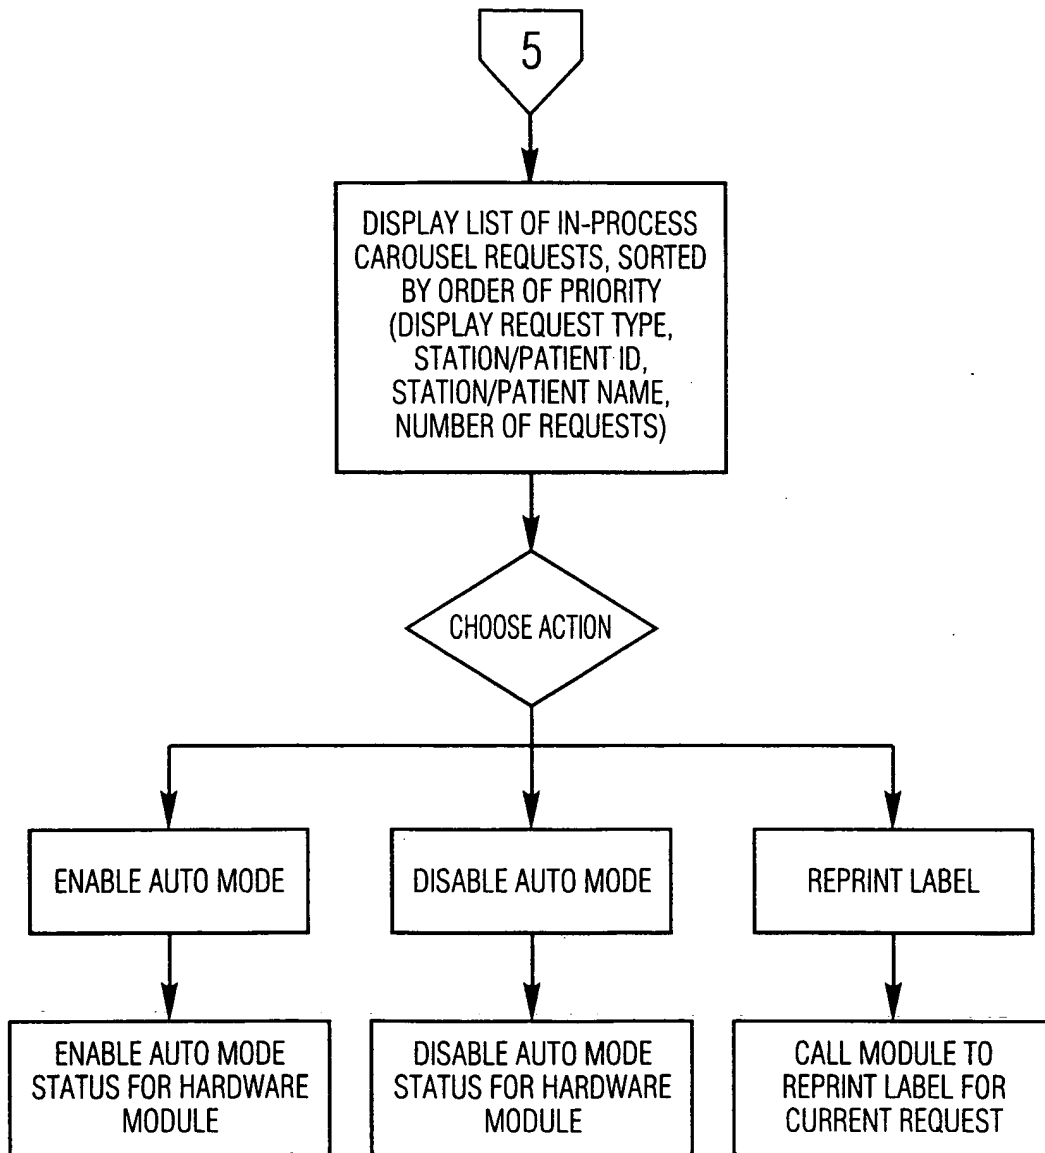 5
DISPLAY LIST OF IN-PROCESS
CAROUSEL REQUESTS, SORTED
BY ORDER OF PRIORITY
(DISPLAY REQUEST TYPE,
STATION/PATIENT ID,
STATION/PATIENT NAME,
NUMBER OF REQUESTS)
CHOOSE ACTION
ENABLE AUTO MODE
DISABLE AUTO MODE
REPRINT LABEL
ENABLE AUTO MODE
STATUS FOR HARDWARE
MODULE
DISABLE AUTO MODE
STATUS FOR HARDWARE
MODULE
CALL MODULE TO
REPRINT LABEL FOR
CURRENT REQUEST